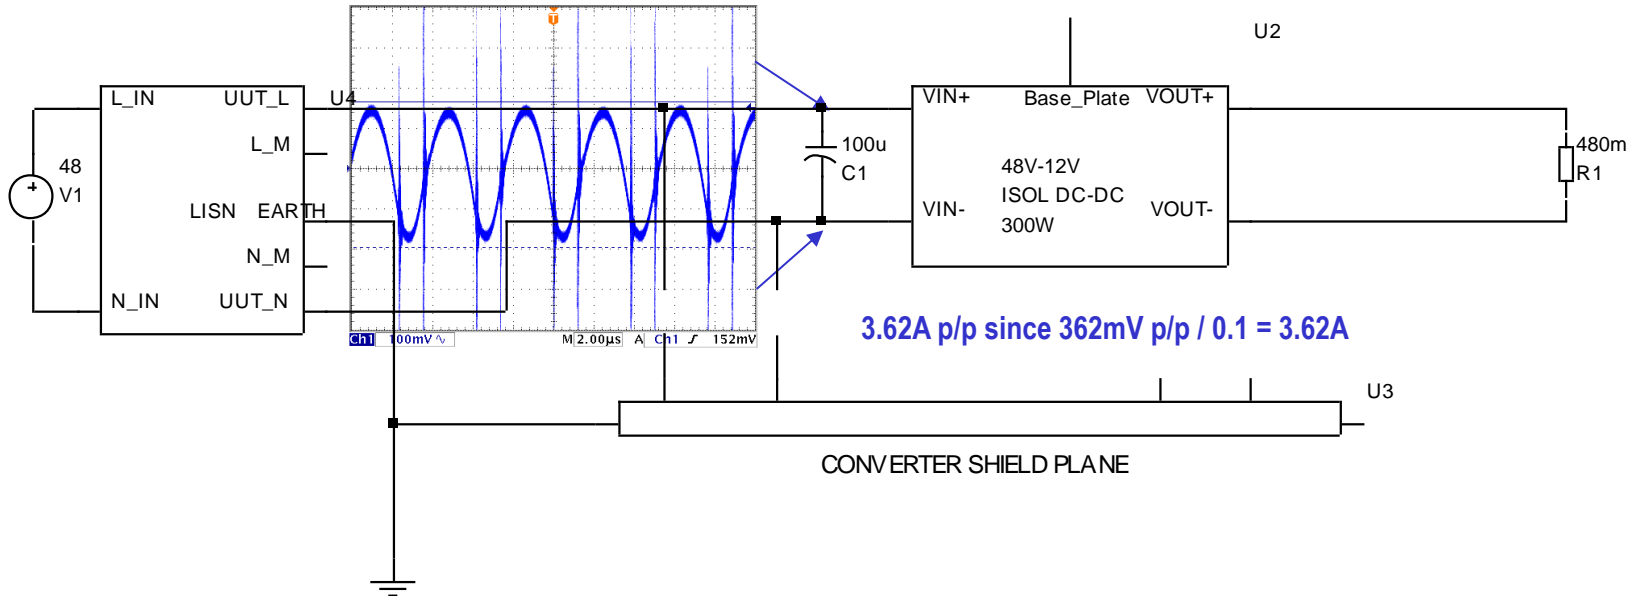 T
U2
L_IN
UUT_L
U4
VIN+
Base_Plate
VOUT+
L_M
100u
C1
48
V1
+
48V-12V
ISOL DC-DC
300W
480m
R1
LISN
EARTH
VIN-
VOUT-
N_M
N_IN
UUT_N
Ch1 100mV ∿ M 2.00µs A Ch1 ʃ 152mV
3.62A p/p since 362mV p/p / 0.1 = 3.62A
U3
CONVERTER SHIELD PLANE